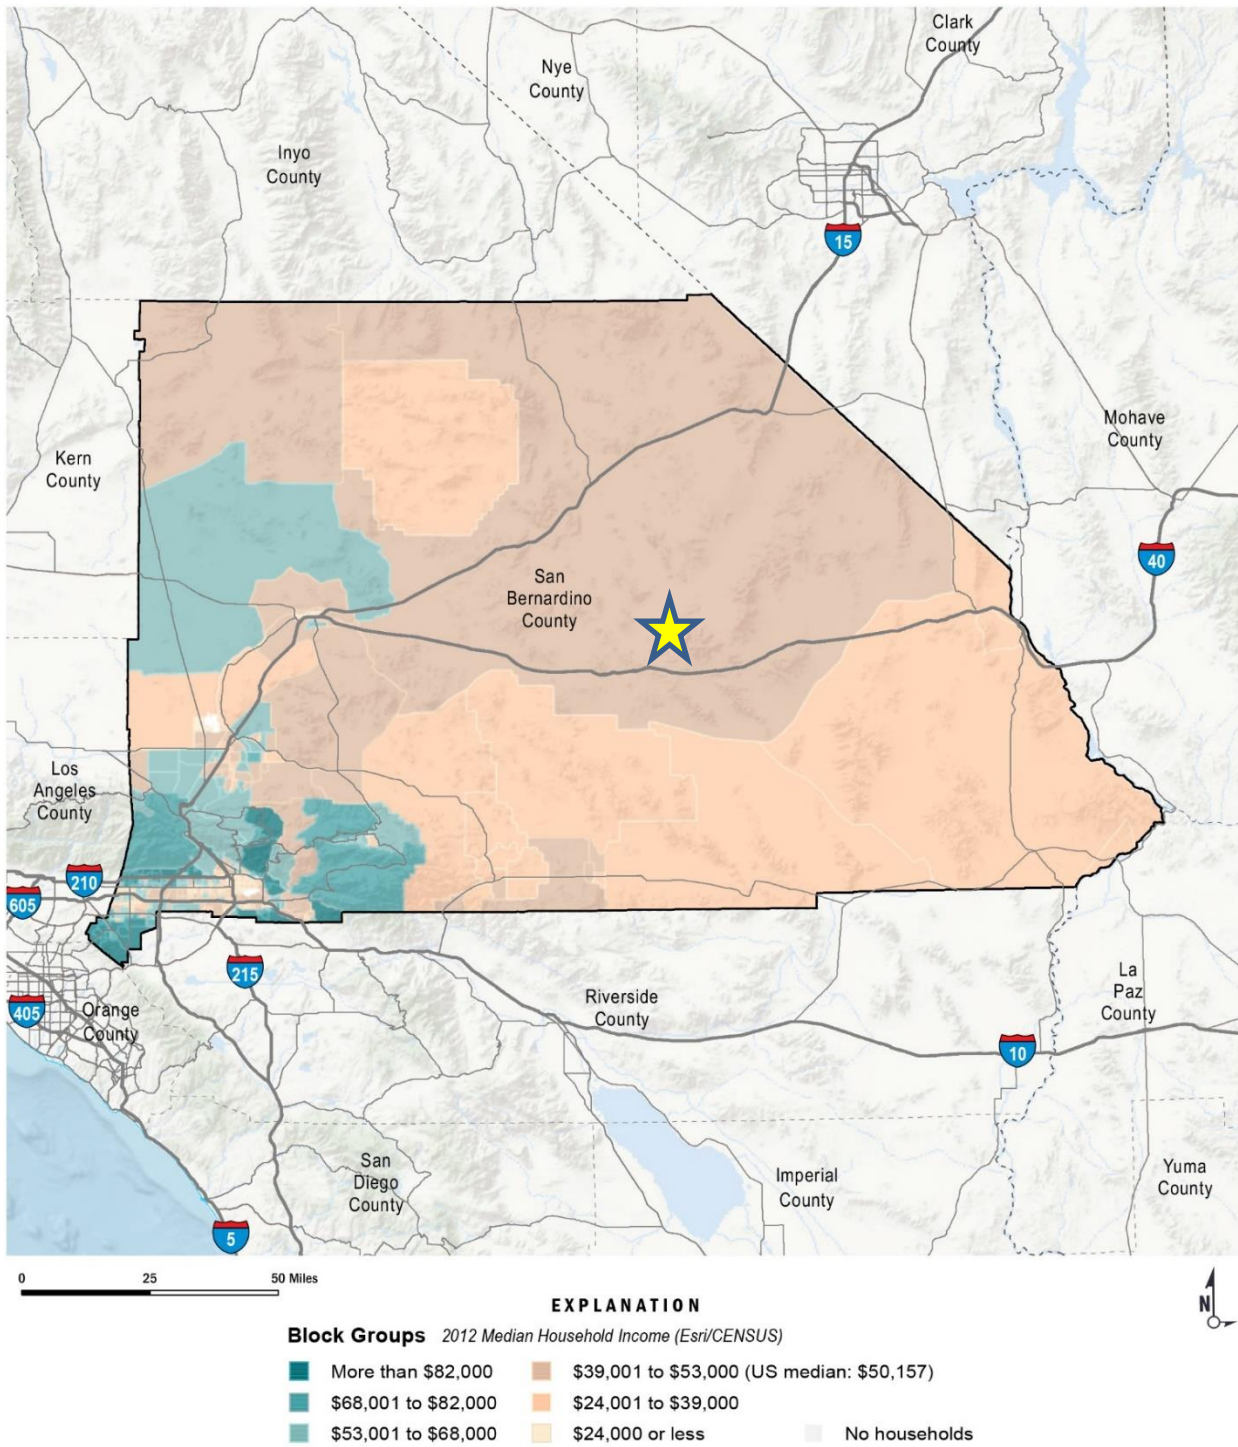 Clark
County
Nye
County
Inyo
County
15
Mohave
County
Kern
County
40
San
Bernardino
County
Los
Angeles
County
210
605
215
405
Orange
County
Riverside
County
La
Paz
County
10
San
Diego
County
Imperial
County
Yuma
County
5
0 25 50 Miles
N
EXPLANATION
Block Groups 2012 Median Household Income (Esri/CENSUS)
More than $82,000
$39,001 to $53,000 (US median: $50,157)
$68,001 to $82,000
$24,001 to $39,000
$53,001 to $68,000
$24,000 or less
No households